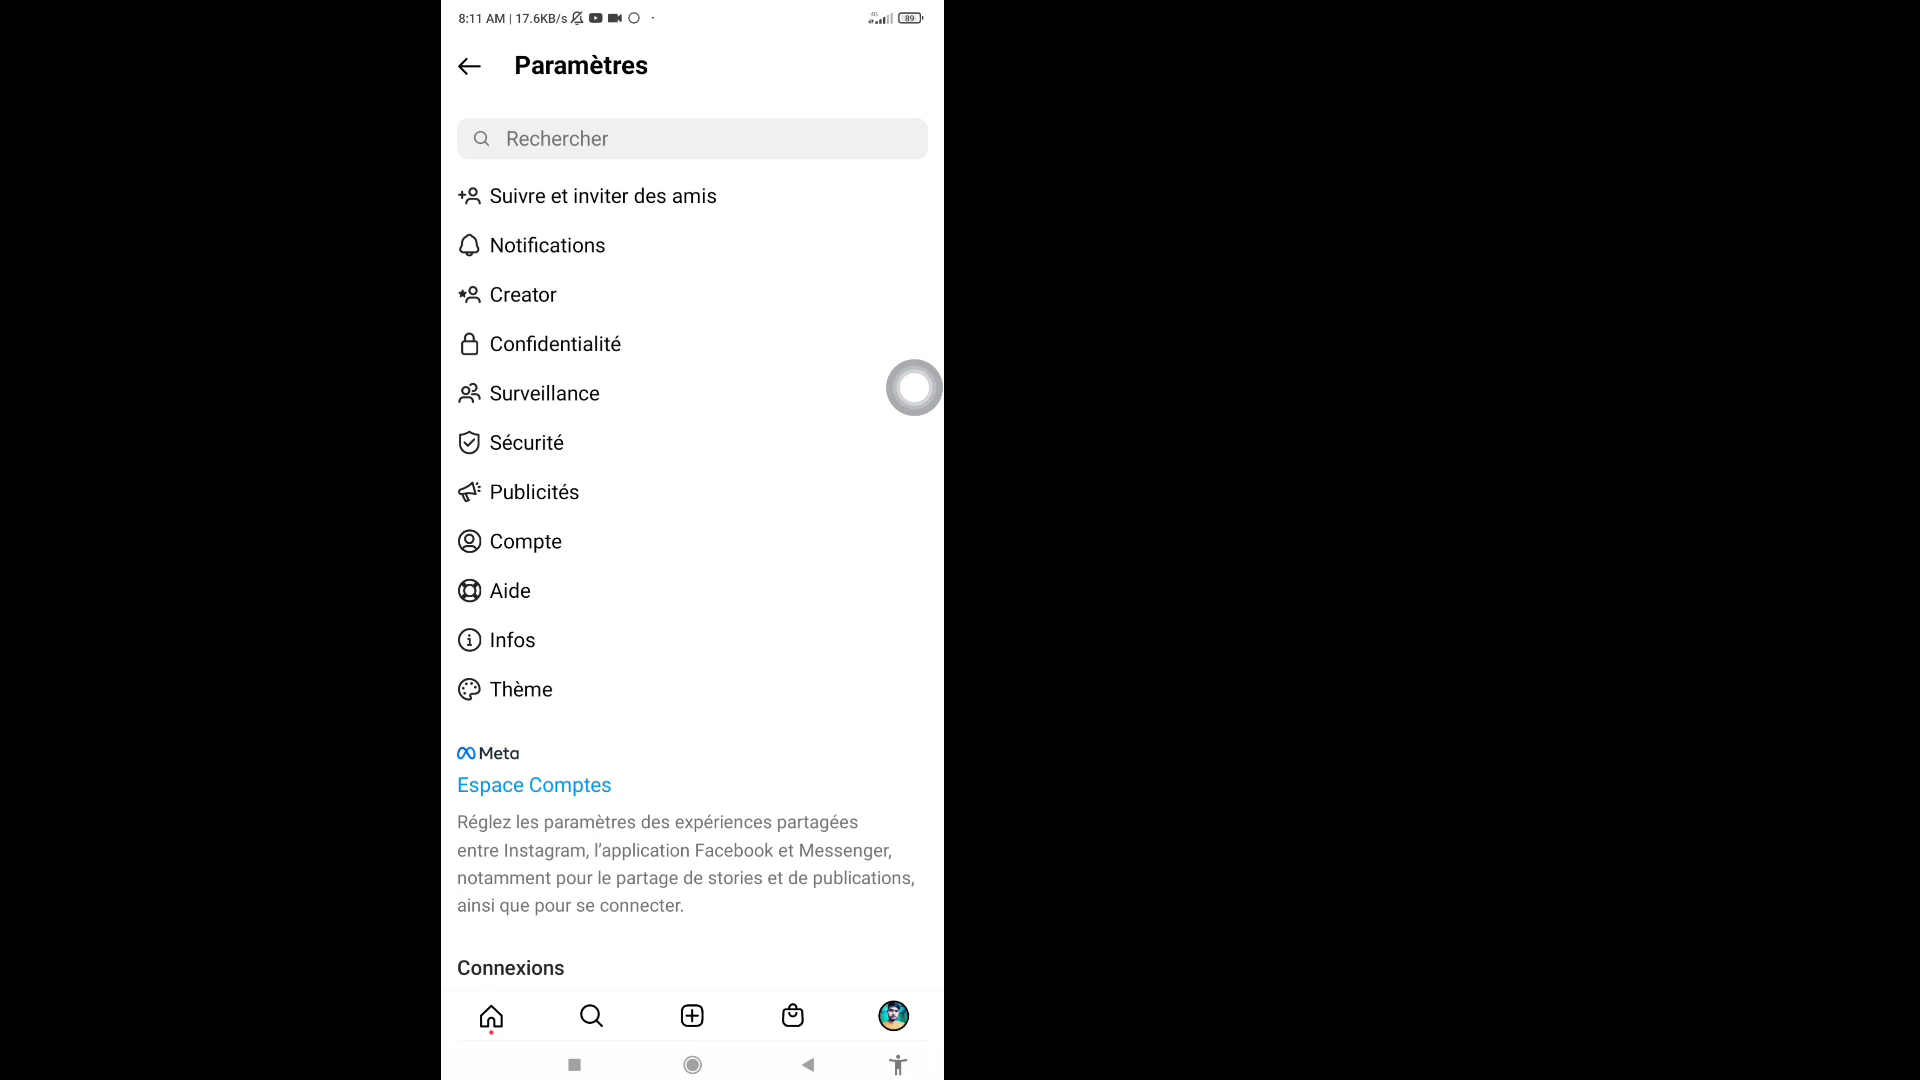 8:11 AM | 17.6KB/s
4G
89
Paramètres
Rechercher
Suivre et inviter des amis
Notifications
Creator
Confidentialité
Surveillance
Sécurité
Publicités
Compte
Aide
Infos
Thème
Meta
Espace Comptes
Réglez les paramètres des expériences partagées
entre Instagram, l’application Facebook et Messenger,
notamment pour le partage de stories et de publications,
ainsi que pour se connecter.
Connexions